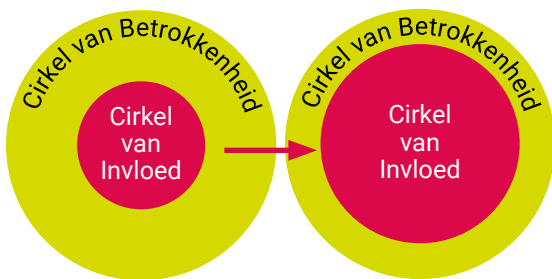 Cirkel van Betrokkenheid
Cirkel
van
Invloed
Cirkel van Betrokkenheid
Cirkel
van
Invloed